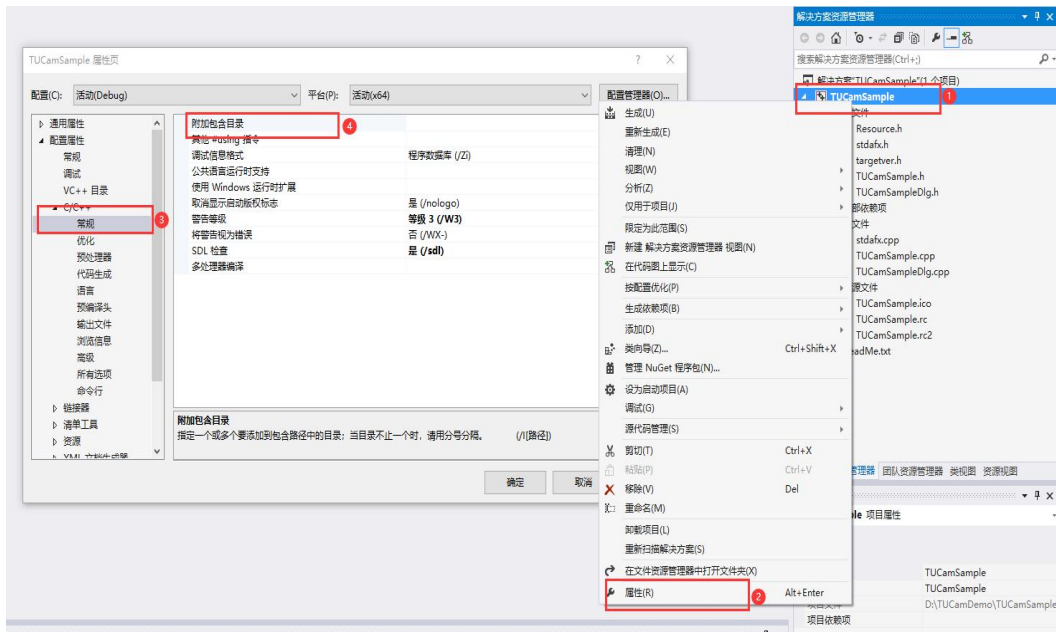 解决方案资源管理器
搜索解决方案资源管理器(Ctrl+;)
解决方案"TUCamSample"(1 个项目)
TUCamSample
1
文件
Resource.h
stdafx.h
targetver.h
TUCamSample.h
TUCamSampleDlg.h
部依赖项
文件
stdafx.cpp
TUCamSample.cpp
TUCamSampleDlg.cpp
源文件
TUCamSample.ico
TUCamSample.rc
TUCamSample.rc2
eadMe.txt
管理器 团队资源管理器 类视图 资源视图
ple 项目属性
TUCamSample
TUCamSample
项目文件 D:\TUCamDemo\TUCamSample
项目依赖项
TUCamSample 属性页
? ×
配置(C): 活动(Debug) 平台(P): 活动(x64) 配置管理器(O)...
通用属性
配置属性
常规
调试
VC++ 目录
C/C++
常规
3
优化
预处理器
代码生成
语言
预编译头
输出文件
浏览信息
高级
所有选项
命令行
链接器
清单工具
资源
XML 文档生成器
附加包含目录
4
其他 #using 指令
调试信息格式 程序数据库 (/Zi)
公共语言运行时支持
使用 Windows 运行时扩展
取消显示启动版权标志 是 (/nologo)
警告等级 等级 3 (/W3)
将警告视为错误 否 (/WX-)
SDL 检查 是 (/sdl)
多处理器编译
附加包含目录
指定一个或多个要添加到包含路径中的目录；当目录不止一个时，请用分号分隔。 (/I[路径])
确定 取消
生成(U)
重新生成(E)
清理(N)
视图(W)
分析(Z)
仅用于项目(J)
限定为此范围(S)
新建 解决方案资源管理器 视图(N)
在代码图上显示(C)
按配置优化(P)
生成依赖项(B)
添加(D)
类向导(Z)... Ctrl+Shift+X
管理 NuGet 程序包(N)...
设为启动项目(A)
调试(G)
源代码管理(S)
剪切(T) Ctrl+X
粘贴(P) Ctrl+V
移除(V) Del
重命名(M)
卸载项目(L)
重新扫描解决方案(S)
在文件资源管理器中打开文件夹(X)
属性(R) 2 Alt+Enter